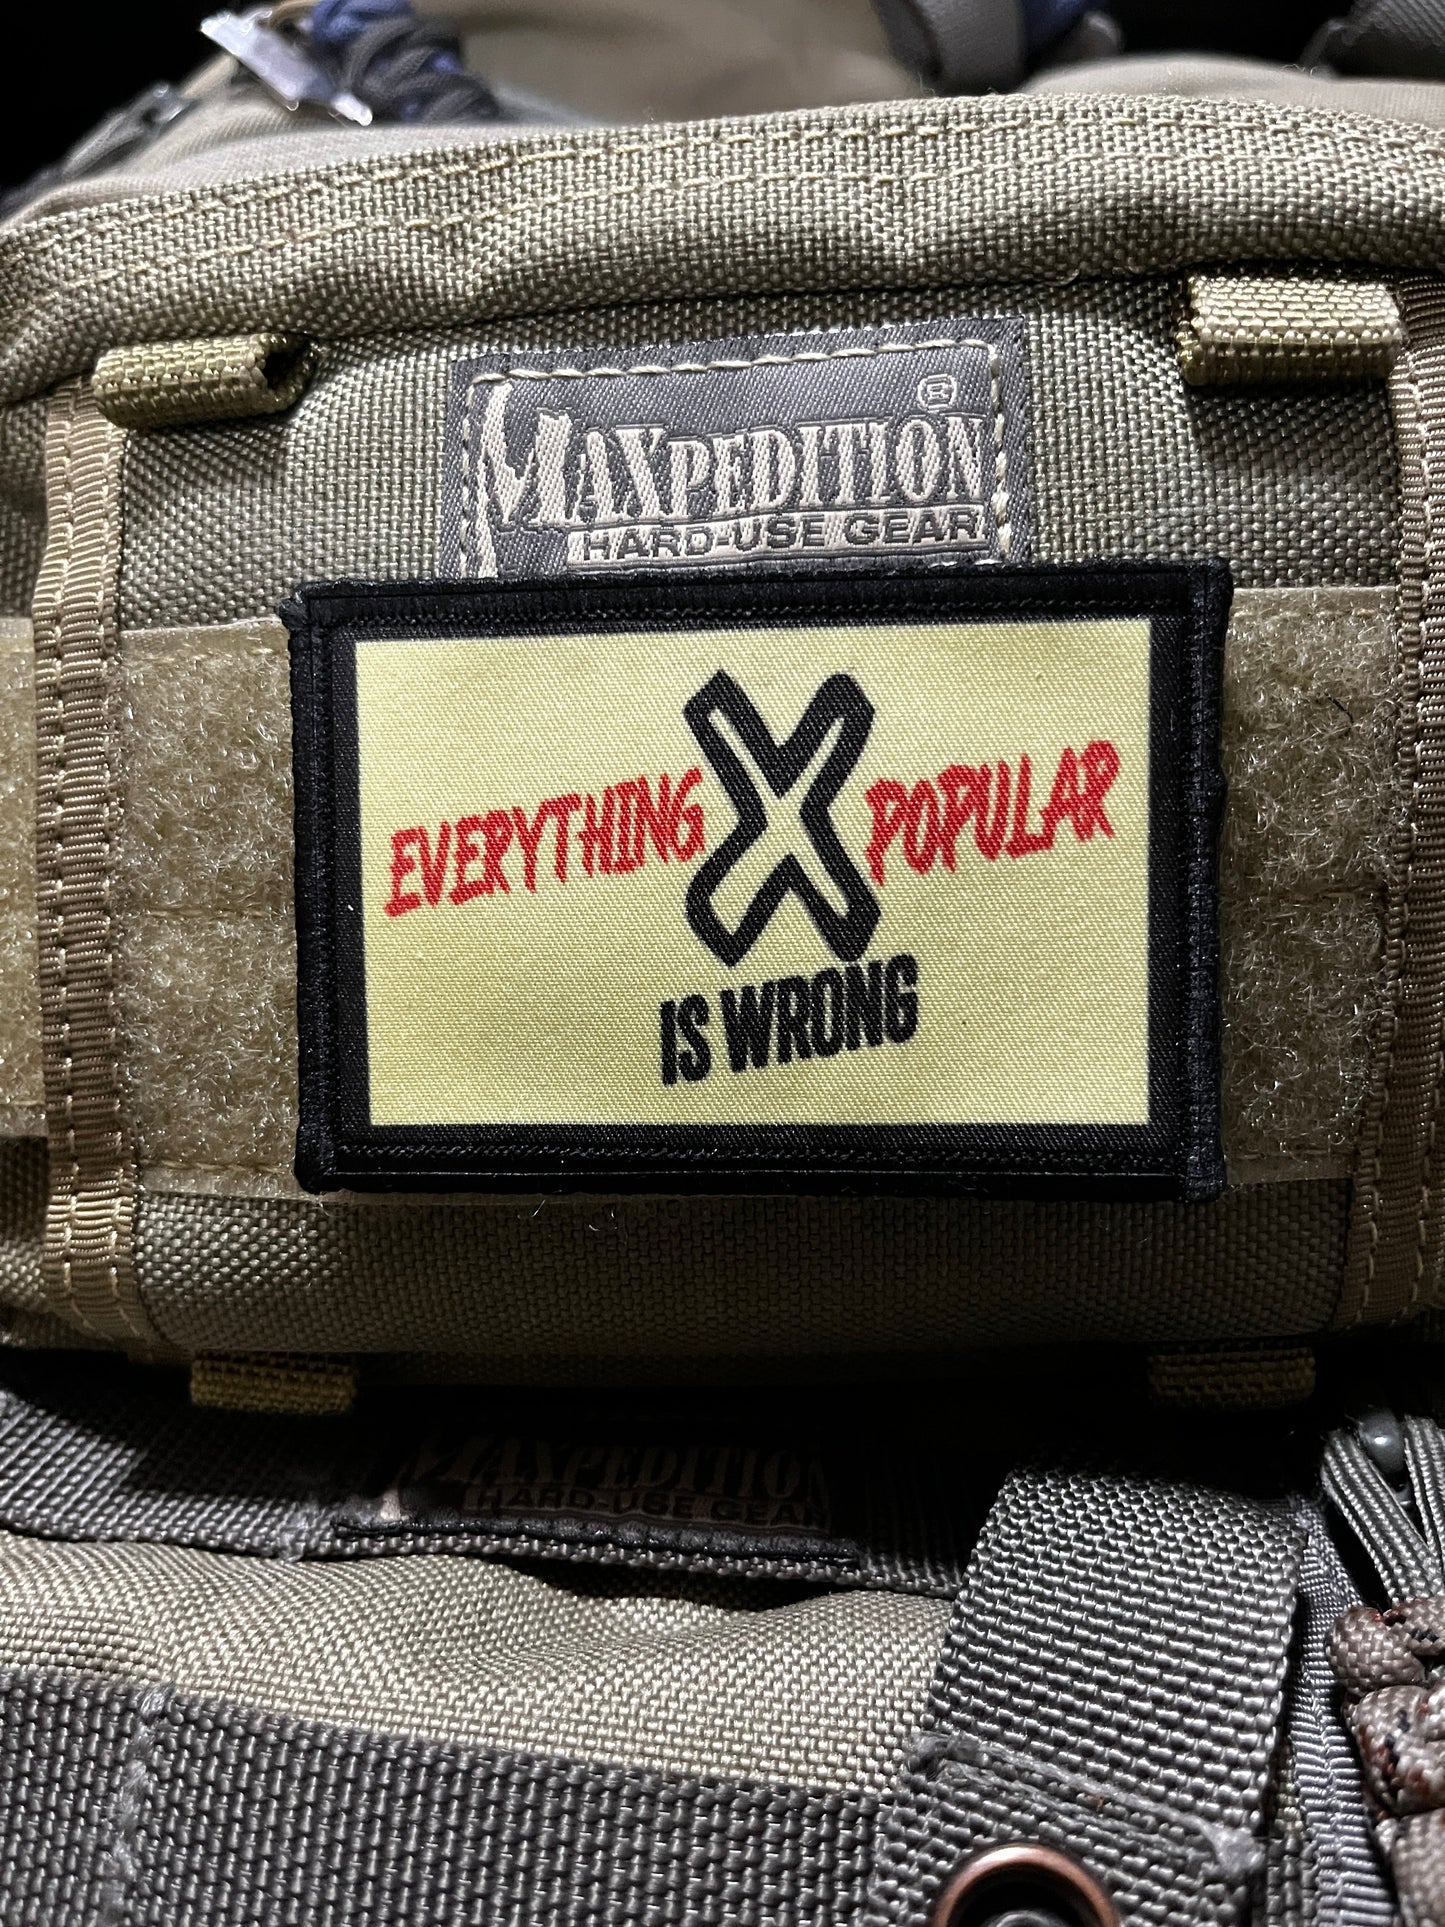 MAXPEDITION®
HARD-USE GEAR
EVERYTHING X POPULAR
IS WRONG
MAXPEDITION
HARD-USE GEAR